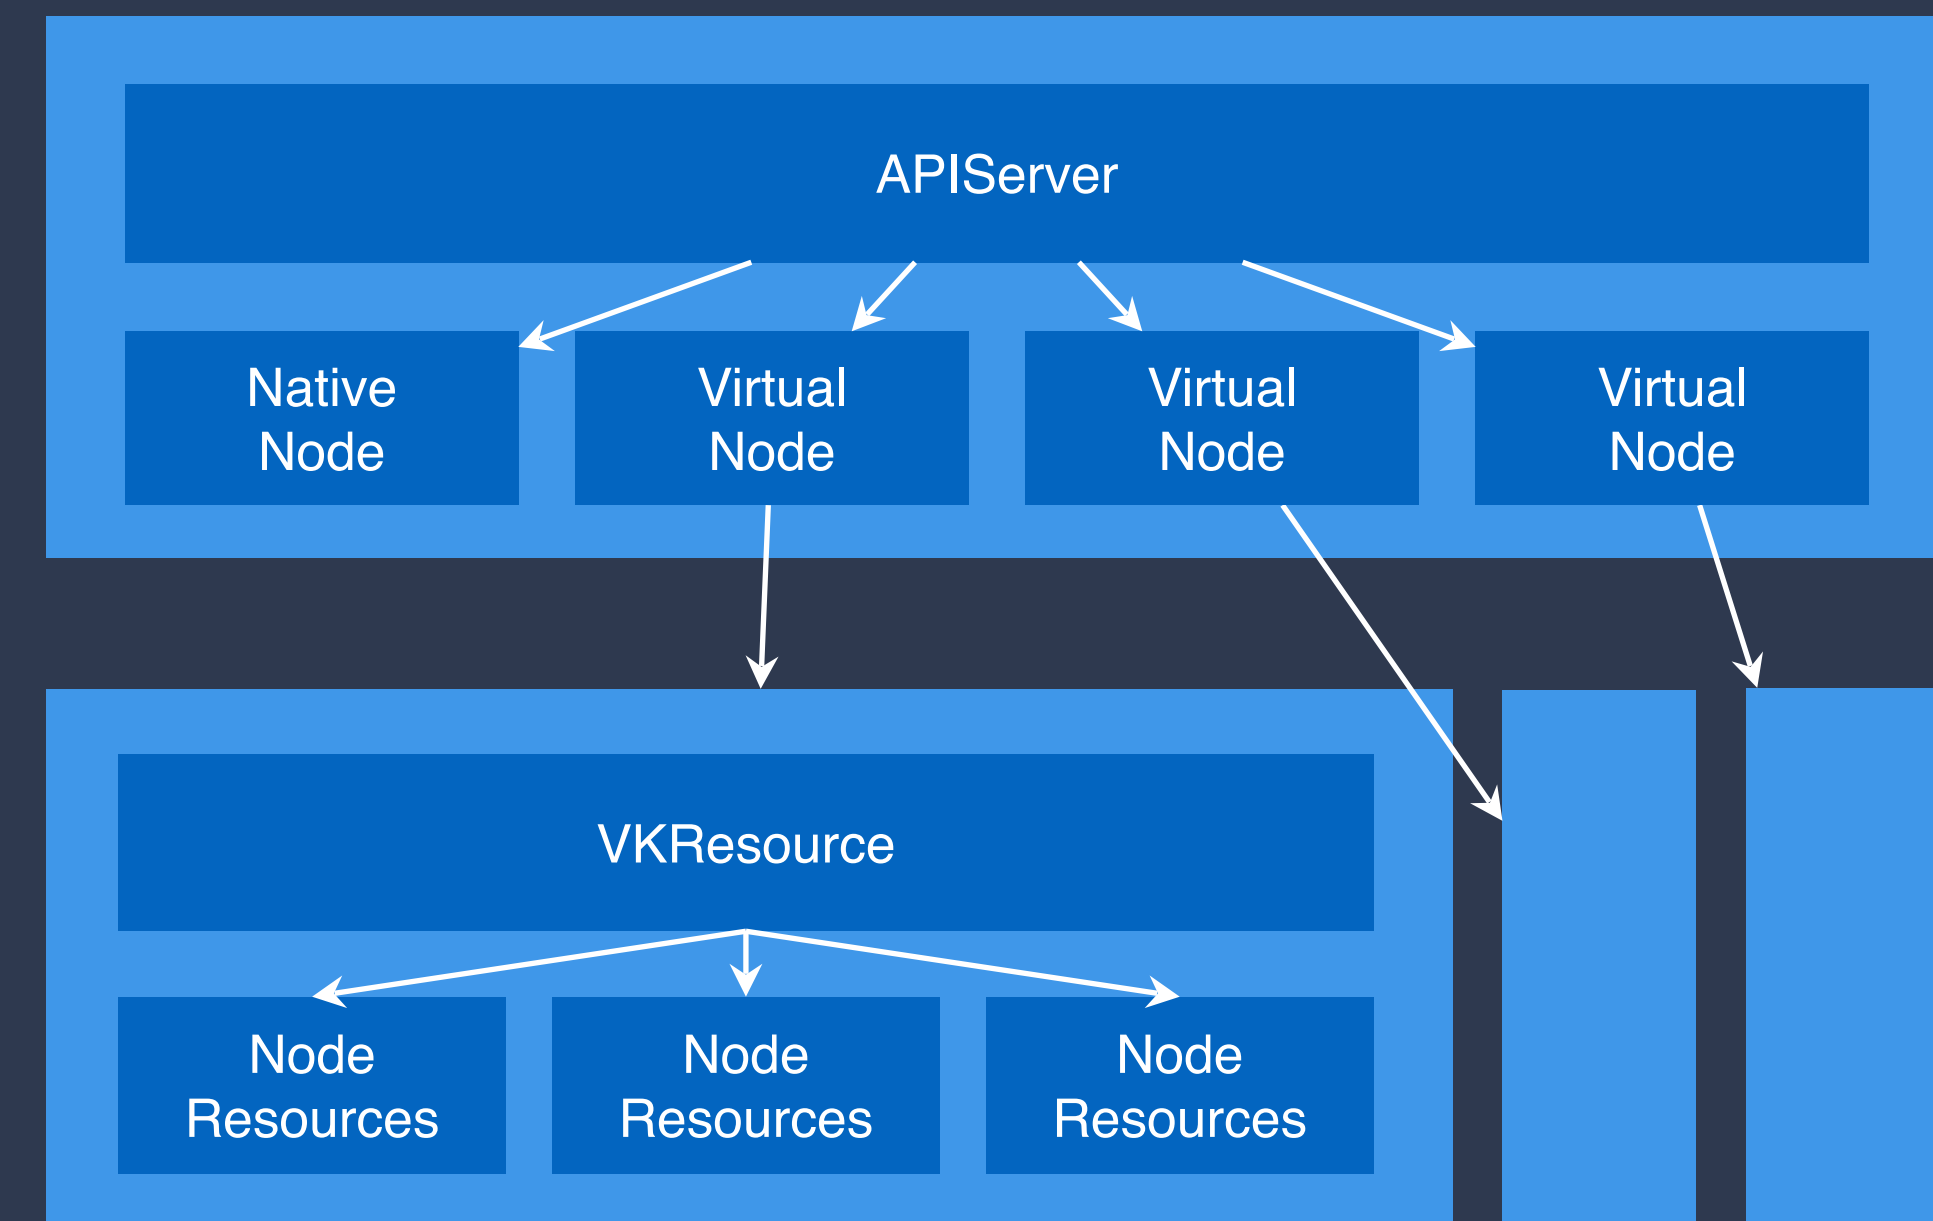 APIServer
Native
Node
Virtual
Node
Virtual
Node
Virtual
Node
VKResource
Node
Resources
Node
Resources
Node
Resources